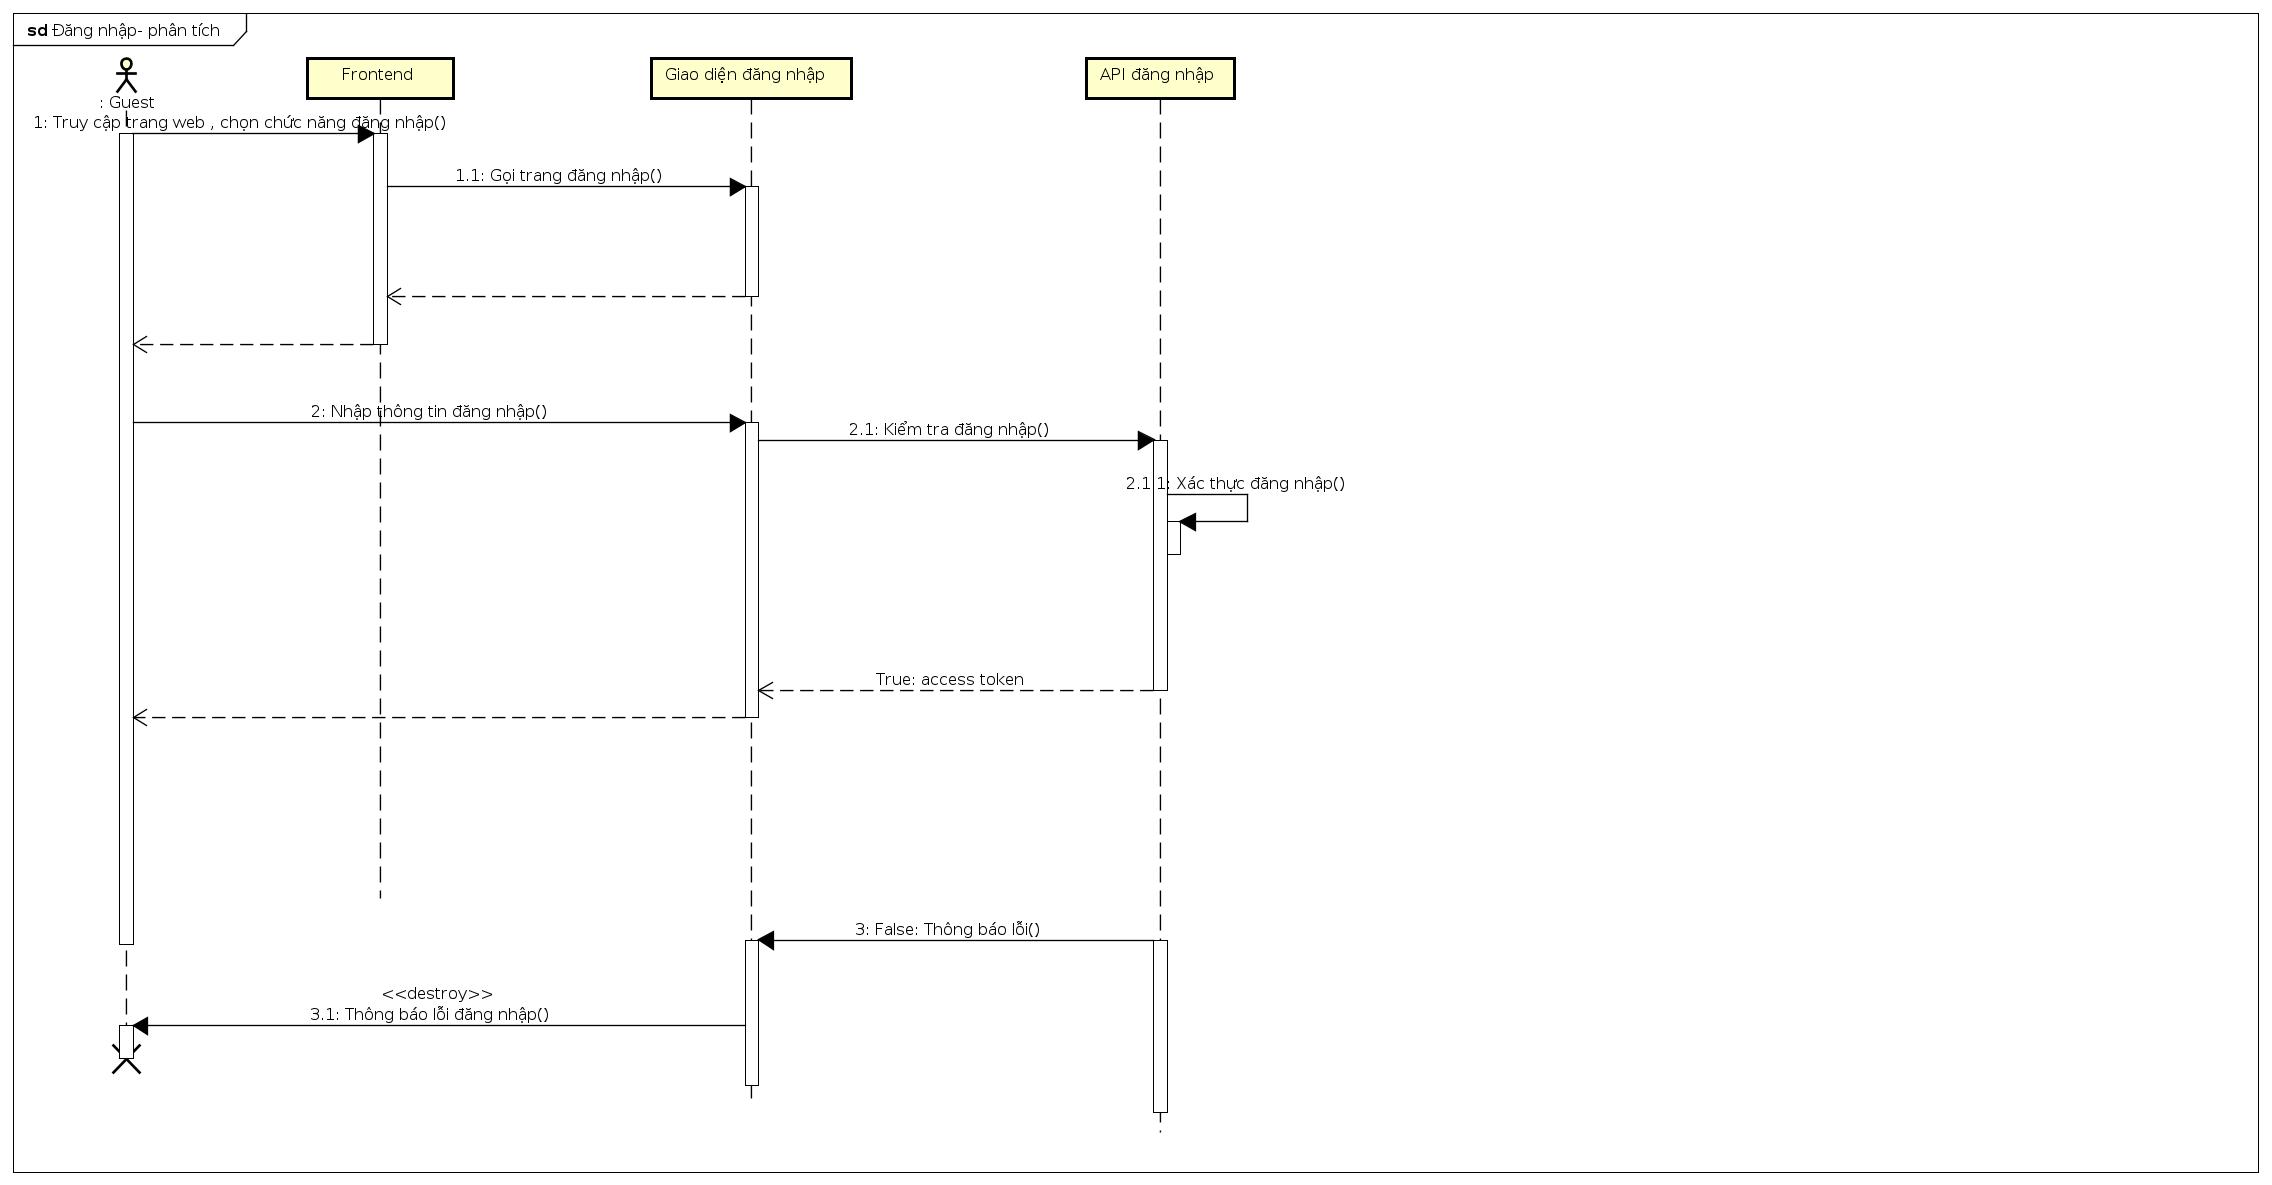 sd Đăng nhập- phân tích
Frontend
Giao diện đăng nhập
API đăng nhập
: Guest
1: Truy cập trang web , chọn chức năng đăng nhập()
1.1: Gọi trang đăng nhập()
2: Nhập thông tin đăng nhập()
2.1: Kiểm tra đăng nhập()
2.1.1: Xác thực đăng nhập()
True: access token
3: False: Thông báo lỗi()
<<destroy>>
3.1: Thông báo lỗi đăng nhập()